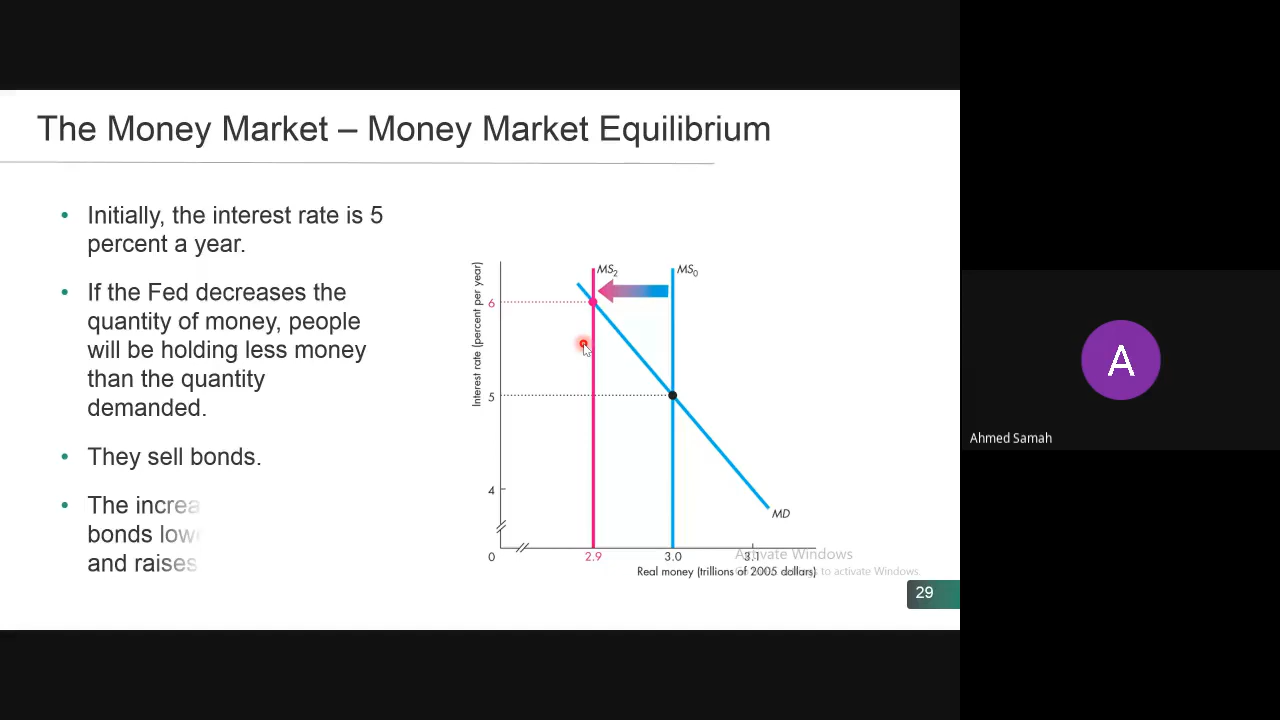 The Money Market – Money Market Equilibrium
• Initially, the interest rate is 5
percent a year.
• If the Fed decreases the
quantity of money, people
will be holding less money
than the quantity
demanded.
• They sell bonds.
• The increa
bonds low
and raises
Interest rate (percent per year)
6
5
4
0
MS2
MS0
MD
2.9
3.0
3.1
Real money (trillions of 2005 dollars)
Activate Windows
to activate Windows.
29
A
Ahmed Samah